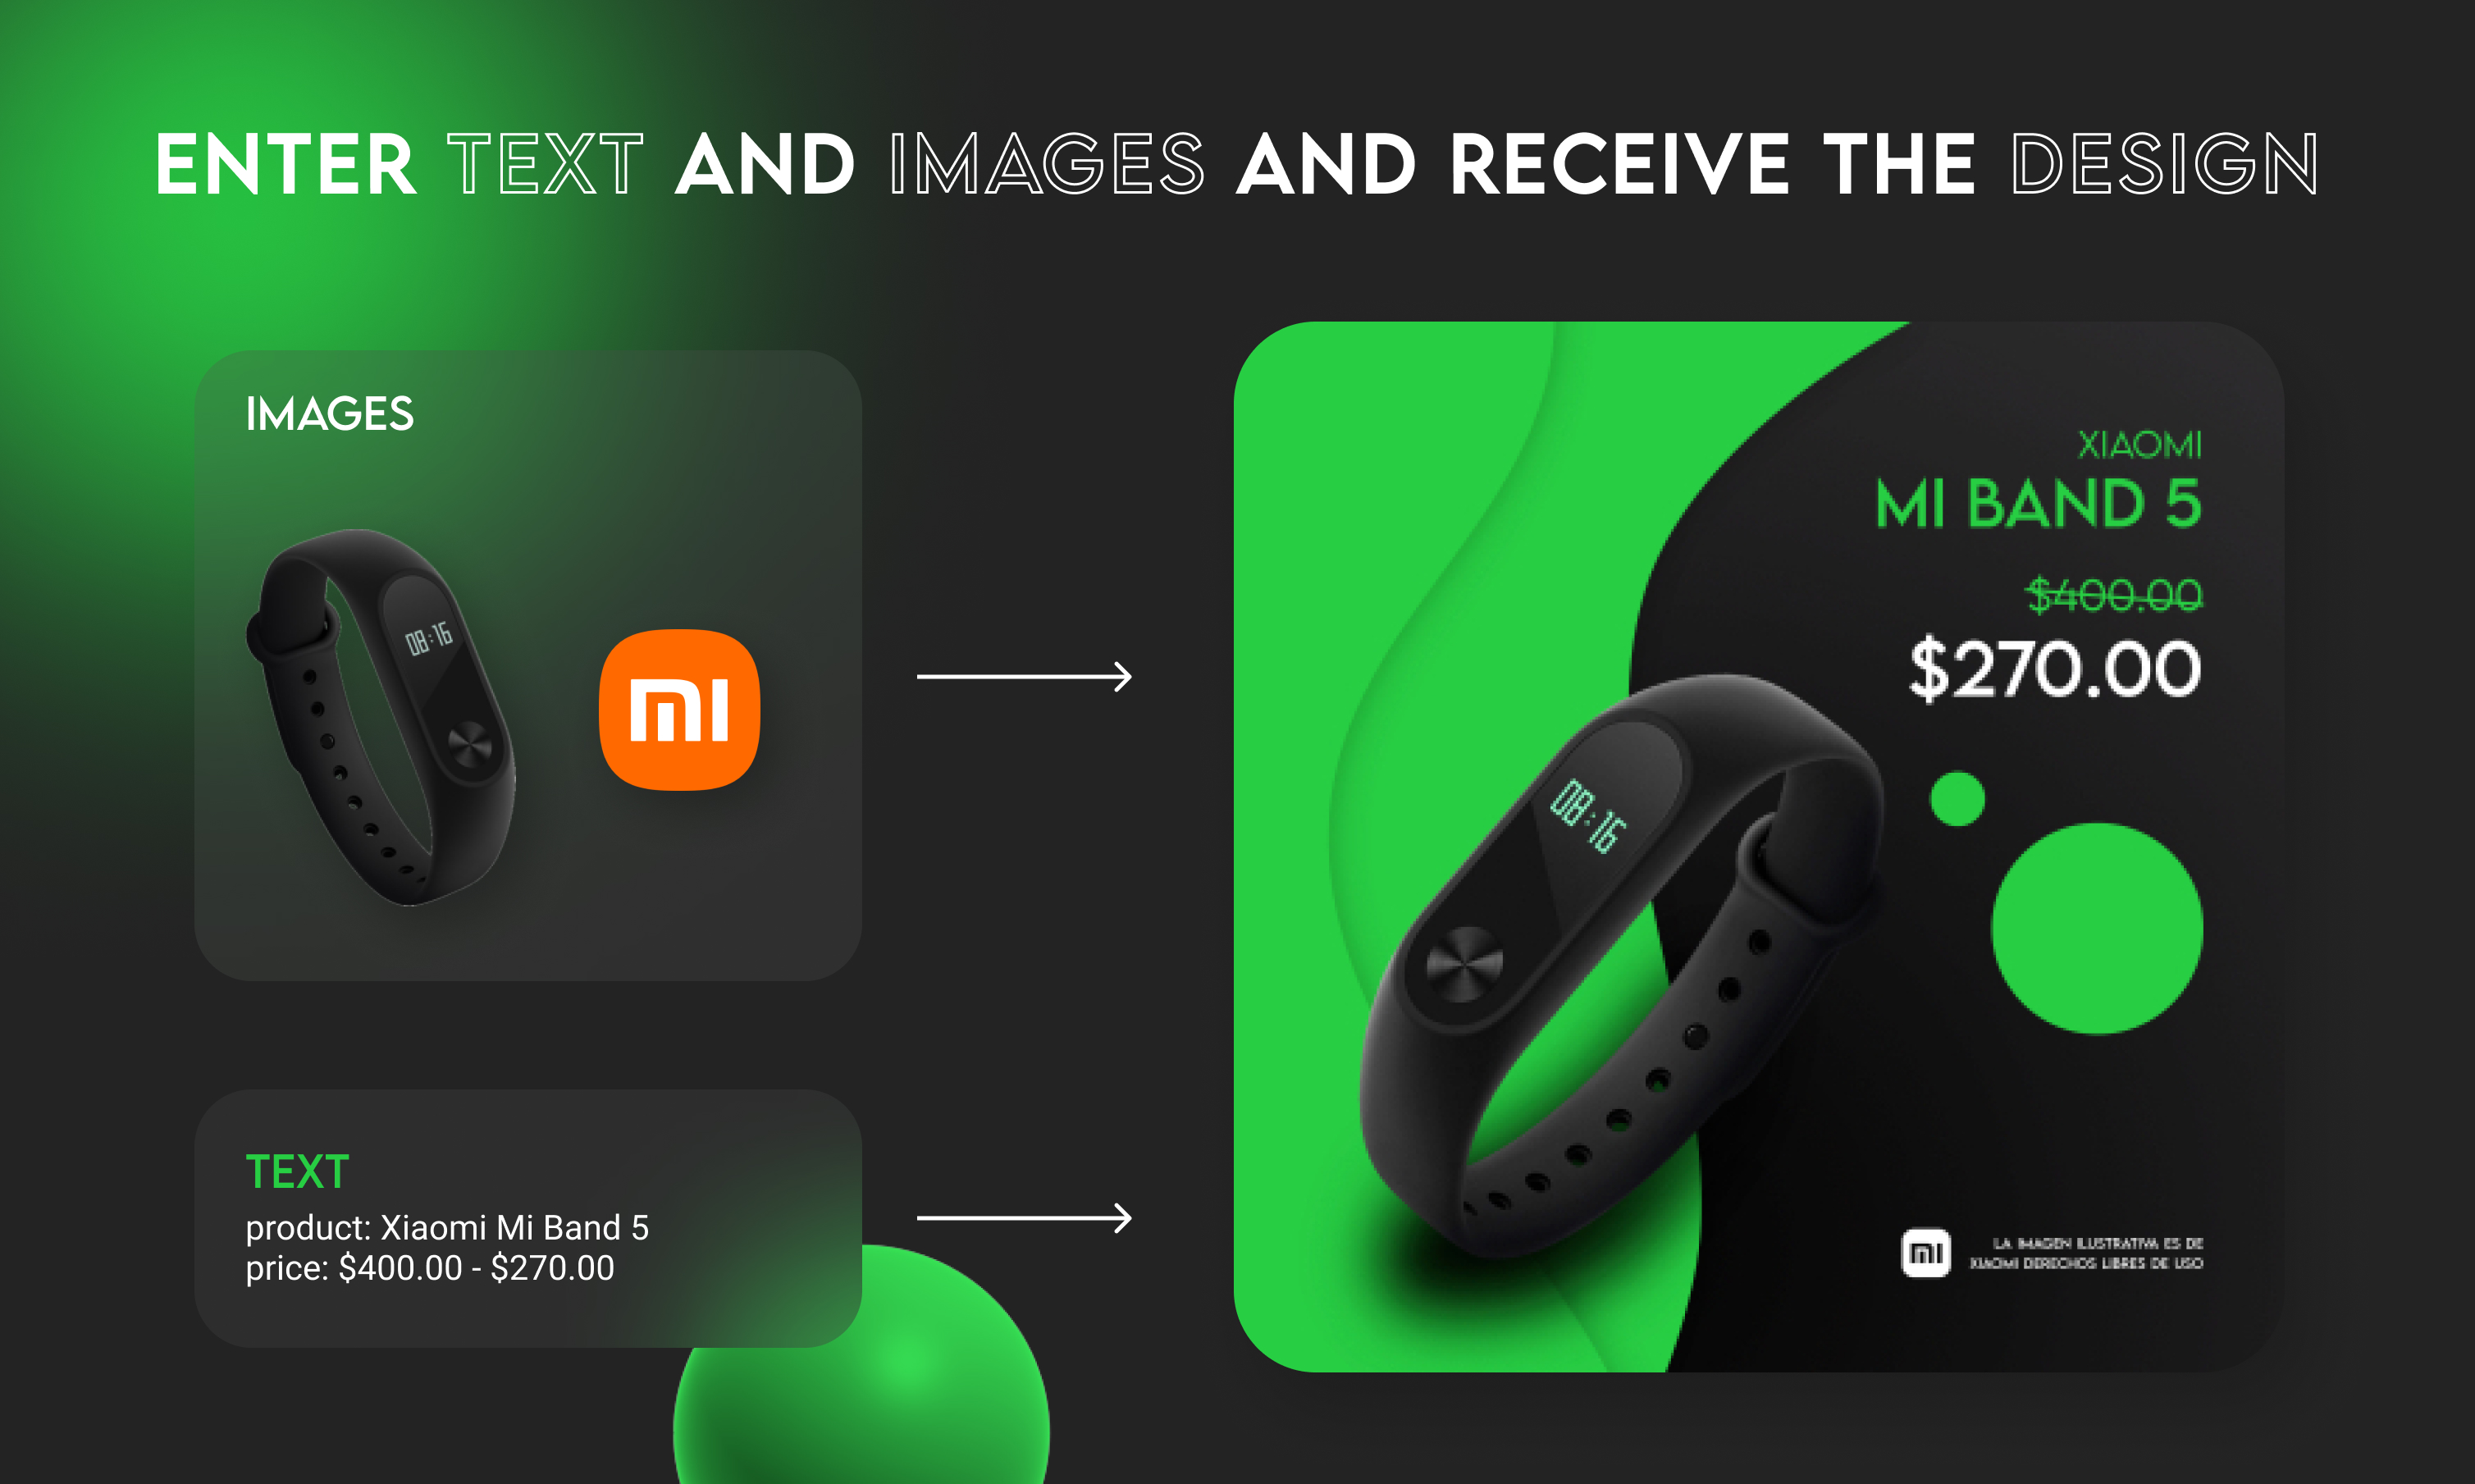 ENTER TEXT AND IMAGES AND RECEIVE THE DESIGN
IMAGES
08:16
mi
TEXT
product: Xiaomi Mi Band 5
price: $400.00 - $270.00
XIAOMI
MI BAND 5
$400.00
$270.00
08:16
mi
LA IMAGEN ILUSTRATIVA ES DE
XIAOMI DERECHOS LIBRES DE USO